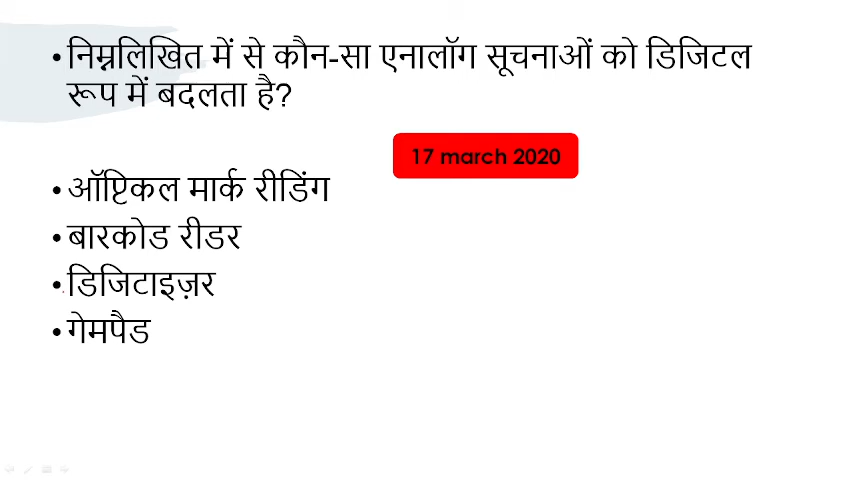 • निम्नलिखित में से कौन-सा एनालॉग सूचनाओं को डिजिटल
रूप में बदलता है?
17 march 2020
• ऑप्टिकल मार्क रीडिंग
• बारकोड रीडर
• डिजिटाइज़र
• गेमपैड